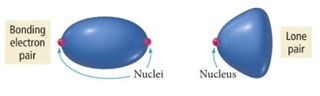 Bonding
electron
pair
Nuclei
Nucleus
Lone
pair